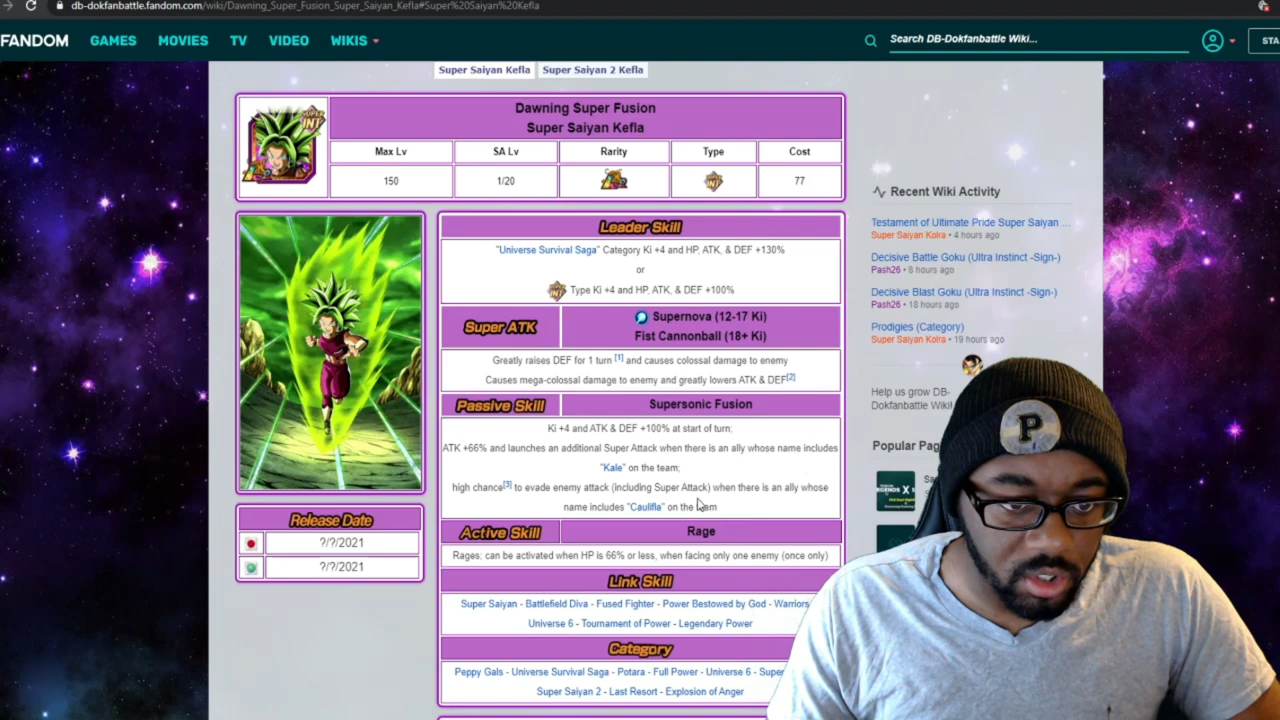 db-dokfanbattle.fandom.com/wiki/Dawning_Super_Fusion_Super_Saiyan_Kefla#Super%20Saiyan%20Kefla
FANDOM GAMES MOVIES TV VIDEO WIKIS Search DB-Dokfanbattle Wiki... STA
Super Saiyan Kefla Super Saiyan 2 Kefla
Dawning Super Fusion
Super Saiyan Kefla
SUPER INT
Max Lv SA Lv Rarity Type Cost
150 1/20 INT 77
Leader Skill
"Universe Survival Saga" Category Ki +4 and HP, ATK, & DEF +130%
or
INT Type Ki +4 and HP, ATK, & DEF +100%
Super ATK Supernova (12-17 Ki)
Fist Cannonball (18+ Ki)
Greatly raises DEF for 1 turn [1] and causes colossal damage to enemy
Causes mega-colossal damage to enemy and greatly lowers ATK & DEF[2]
Passive Skill Supersonic Fusion
Ki +4 and ATK & DEF +100% at start of turn;
ATK +66% and launches an additional Super Attack when there is an ally whose name includes
"Kale" on the team;
high chance[3] to evade enemy attack (including Super Attack) when there is an ally whose
name includes "Caulifla" on the team
Active Skill Rage
Rages; can be activated when HP is 66% or less, when facing only one enemy (once only)
Link Skill
Super Saiyan - Battlefield Diva - Fused Fighter - Power Bestowed by God - Warriors
Universe 6 - Tournament of Power - Legendary Power
Category
Peppy Gals - Universe Survival Saga - Potara - Full Power - Universe 6 - Super
Super Saiyan 2 - Last Resort - Explosion of Anger
Release Date
?/?/2021
?/?/2021
Recent Wiki Activity
Testament of Ultimate Pride Super Saiyan ...
Super Saiyan Kolra • 4 hours ago
Decisive Battle Goku (Ultra Instinct -Sign-)
Pash26 • 8 hours ago
Decisive Blast Goku (Ultra Instinct -Sign-)
Pash26 • 18 hours ago
Prodigies (Category)
Super Saiyan Kolra • 19 hours ago
Help us grow DB-
Dokfanbattle Wiki!
Popular Pag
LEGENDS X
P